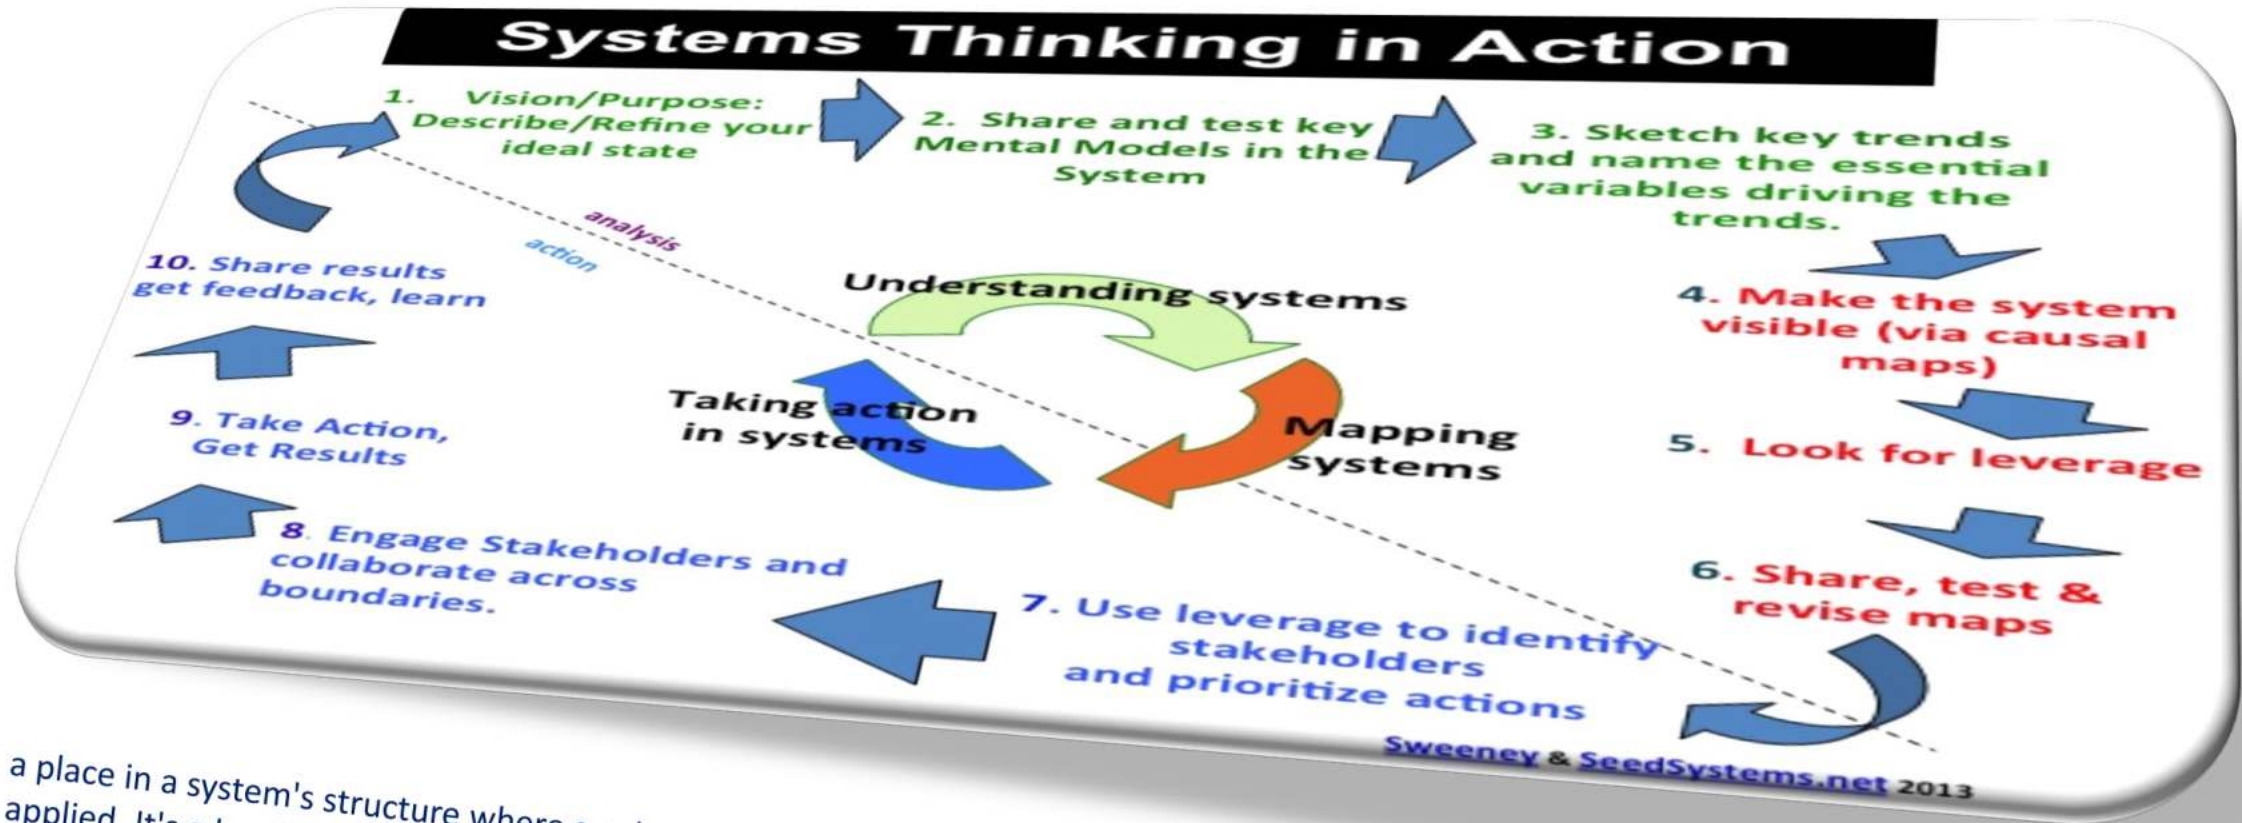 Systems Thinking in Action
1. Vision/Purpose:
Describe/Refine your
ideal state
2. Share and test key
Mental Models in the
System
3. Sketch key trends
and name the essential
variables driving the
trends.
4. Make the system
visible (via causal
maps)
5. Look for leverage
6. Share, test &
revise maps
7. Use leverage to identify
stakeholders
and prioritize actions
8. Engage Stakeholders and
collaborate across
boundaries.
9. Take Action,
Get Results
10. Share results
get feedback, learn
analysis
action
Understanding systems
Mapping
systems
Taking action
in systems
Sweeney & SeedSystems.net 2013
a place in a system's structure where
applied. It's